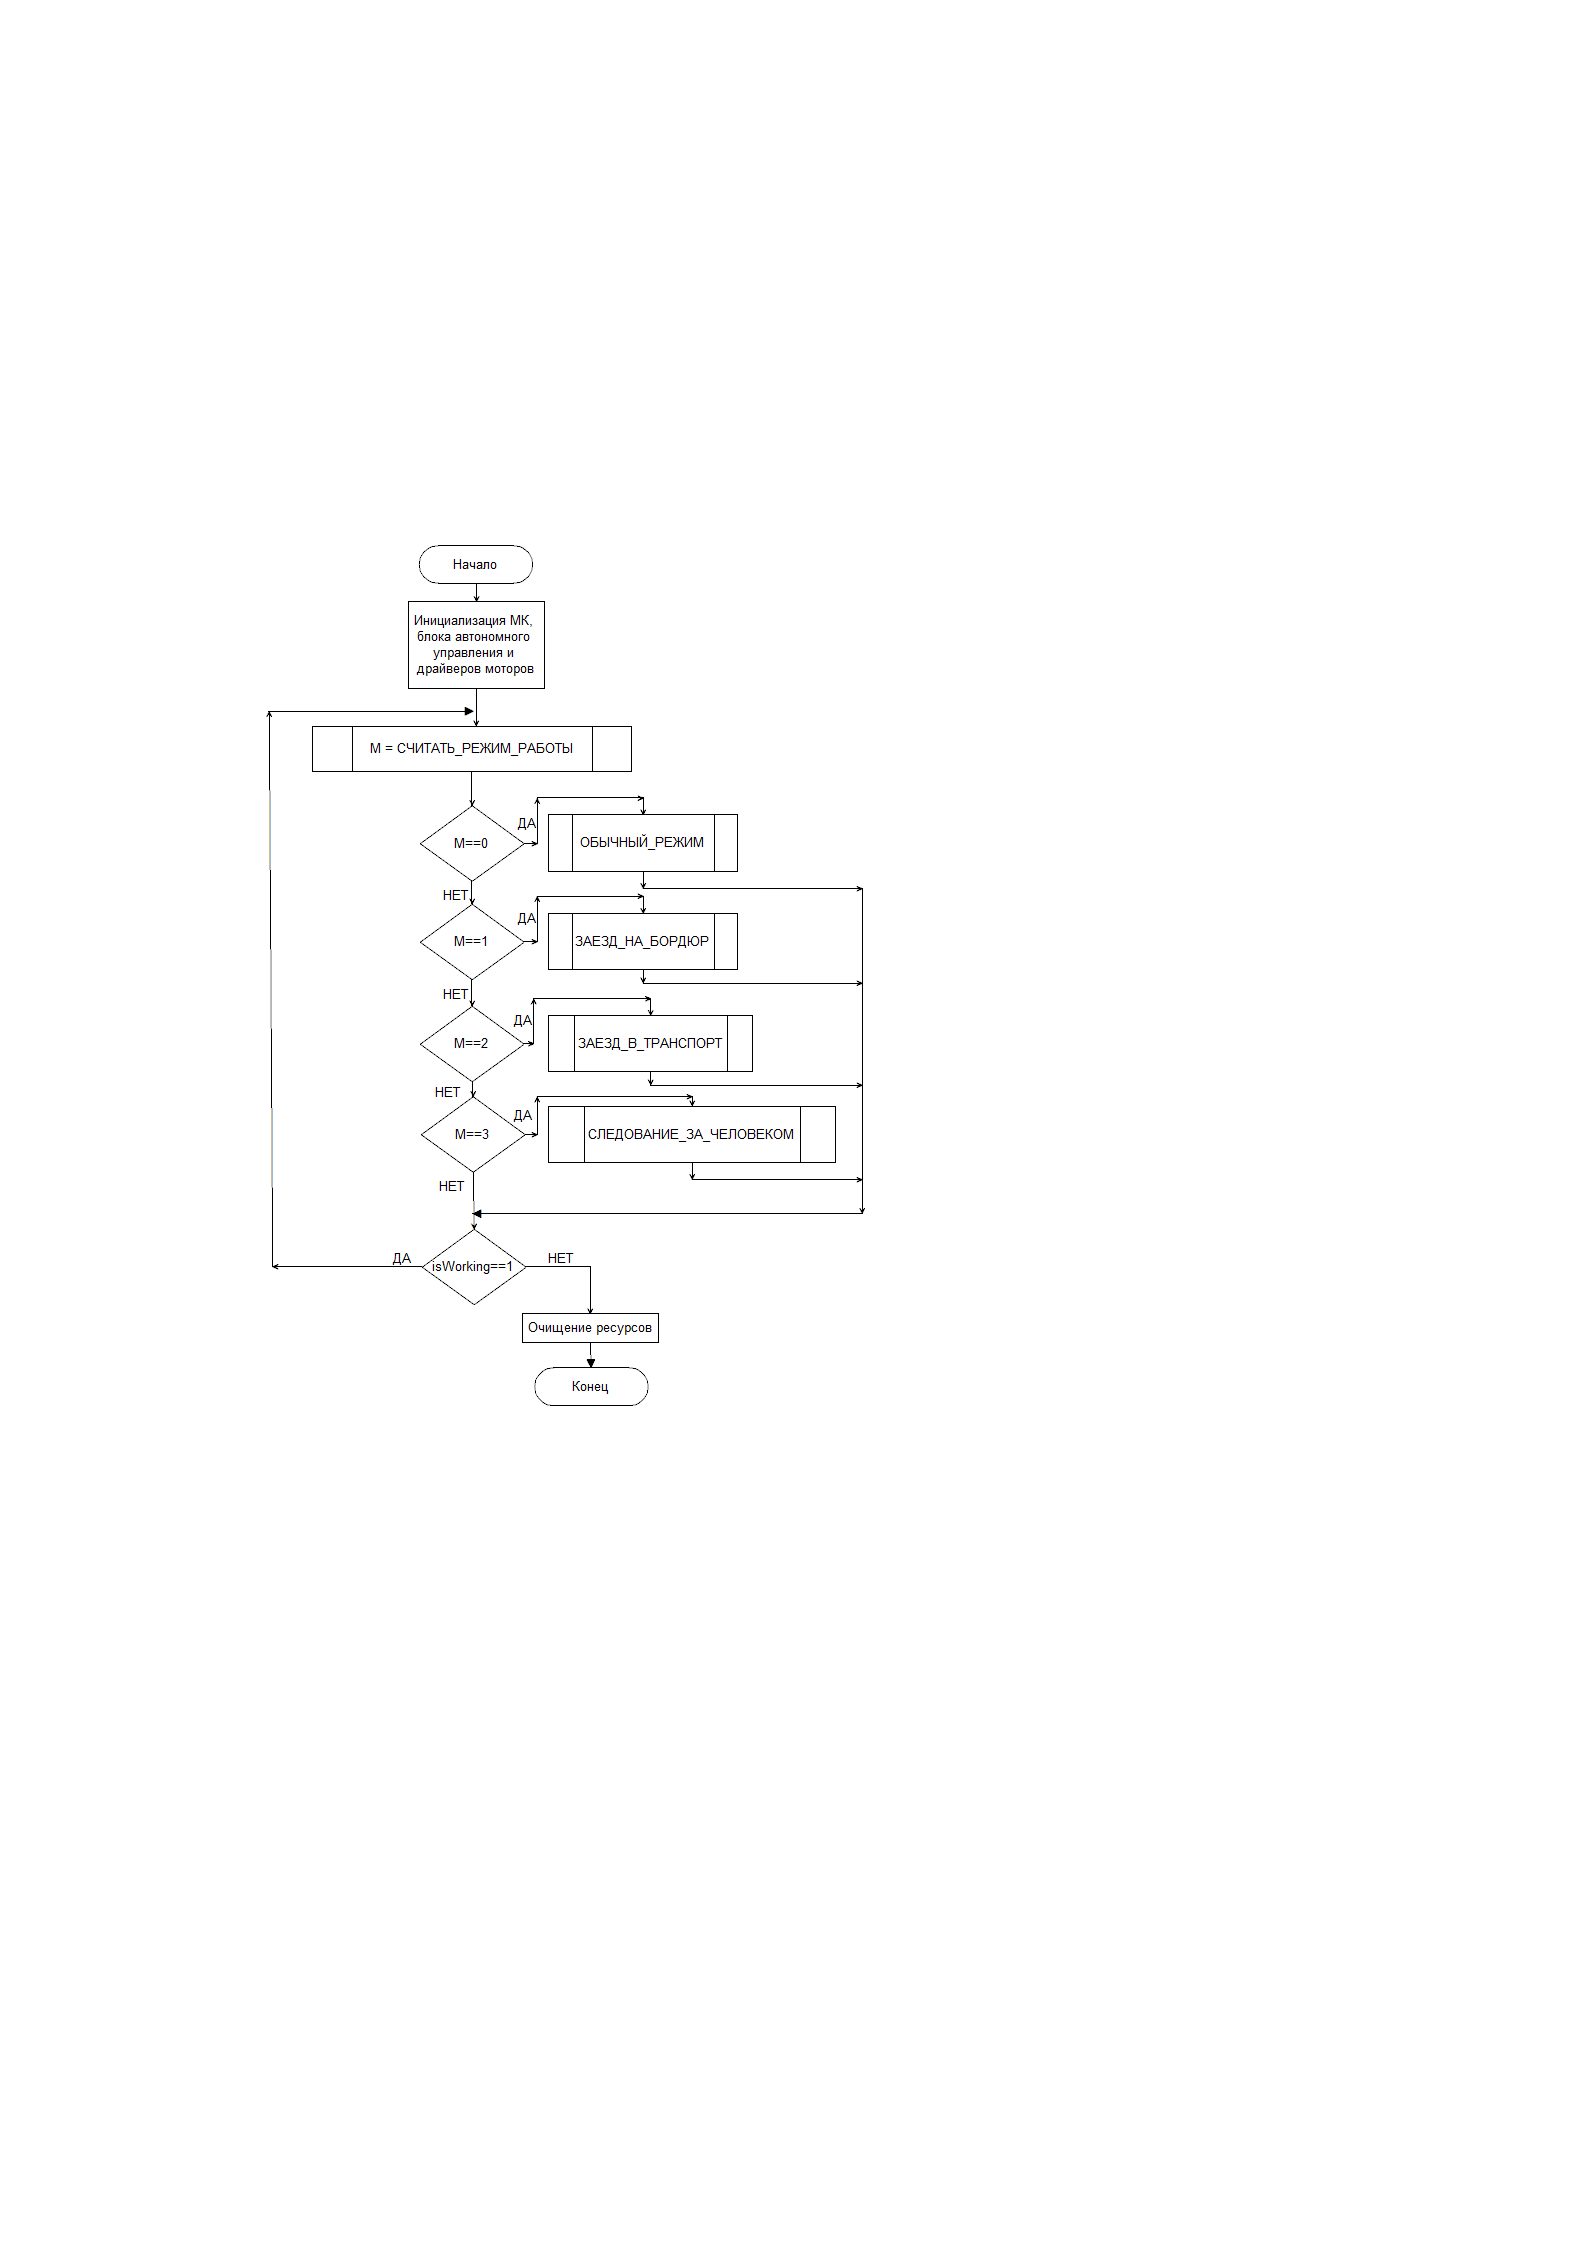 Начало
Инициализация МК,
блока автономного
управления и
драйверов моторов
М = СЧИТАТЬ_РЕЖИМ_РАБОТЫ
М==0
ДА
ОБЫЧНЫЙ_РЕЖИМ
НЕТ
М==1
ДА
ЗАЕЗД_НА_БОРДЮР
НЕТ
М==2
ДА
ЗАЕЗД_В_ТРАНСПОРТ
НЕТ
М==3
ДА
СЛЕДОВАНИЕ_ЗА_ЧЕЛОВЕКОМ
НЕТ
ДА
isWorking==1
НЕТ
Очищение ресурсов
Конец